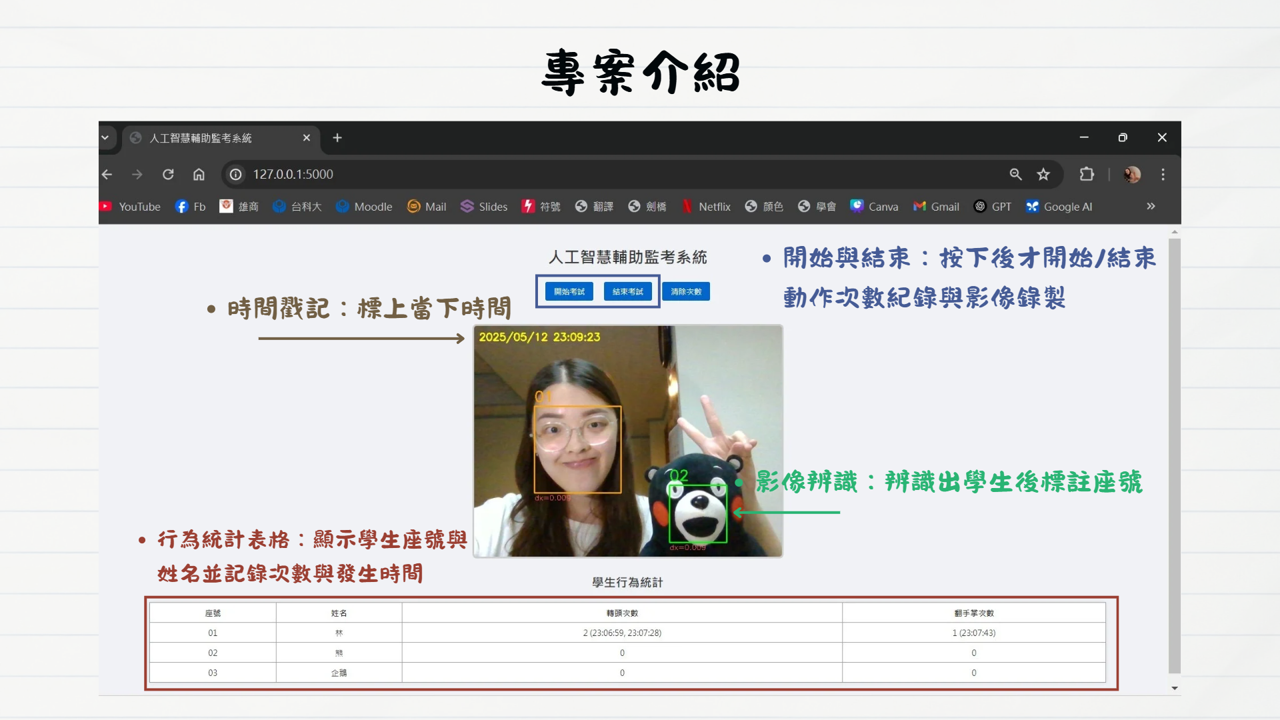 專案介紹
人工智慧輔助監考系統
127.0.0.1:5000
YouTube Fb 雄商 台科大 Moodle Mail Slides 符號 翻譯 劍橋 Netflix 顏色 學會 Canva Gmail GPT Google AI
人工智慧輔助監考系統
開始考試 結束考試 清除次數
• 開始與結束：按下後才開始/結束
動作次數紀錄與影像錄製
• 時間戳記：標上當下時間
2025/05/12 23:09:23
01
dx=0.009
02
dx=0.009
• 影像辨識：辨識出學生後標註座號
• 行為統計表格：顯示學生座號與
姓名並記錄次數與發生時間
學生行為統計
座號 姓名 轉頭次數 翻手掌次數
01 林 2 (23:06:59, 23:07:28) 1 (23:07:43)
02 熊 0 0
03 企鵝 0 0